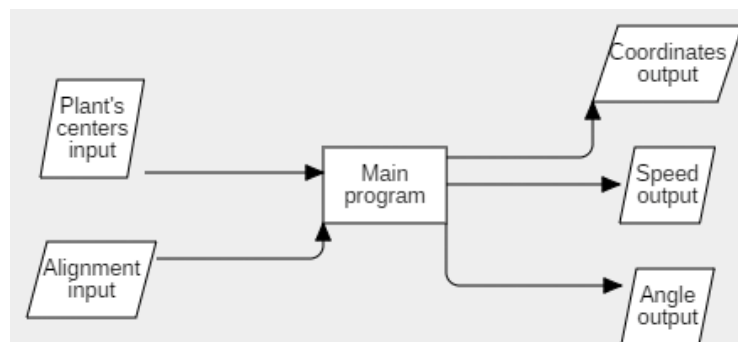 Plant's
centers
input
Alignment
input
Main
program
Coordinates
output
Speed
output
Angle
output